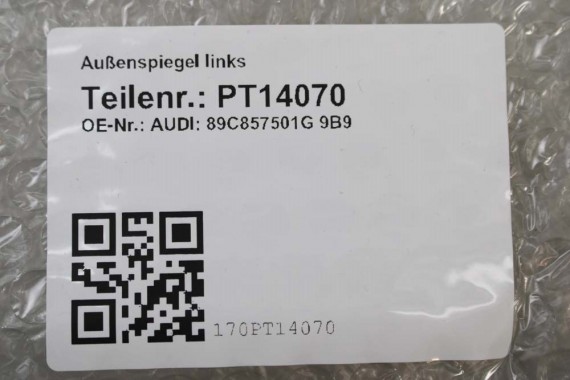 Außenspiegel links
Teilenr.: PT14070
OE-Nr.: AUDI: 89C857501G 9B9
170PT14070